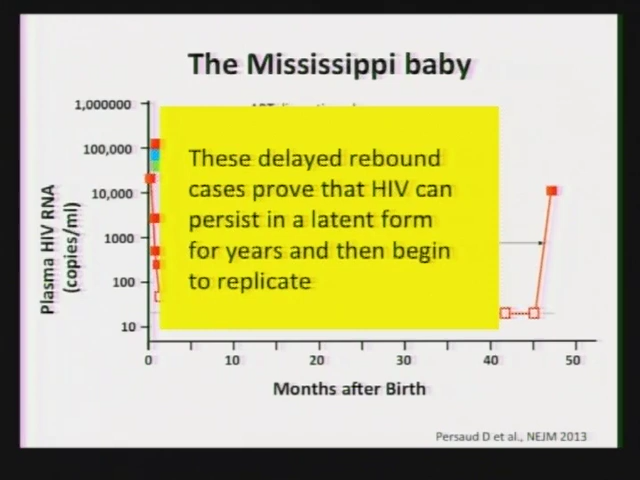 The Mississippi baby
1,000000
100,000
10,000
1000
100
10
Plasma HIV RNA
(copies/ml)
These delayed rebound
cases prove that HIV can
persist in a latent form
for years and then begin
to replicate
0 10 20 30 40 50
Months after Birth
Persaud D et al., NEJM 2013